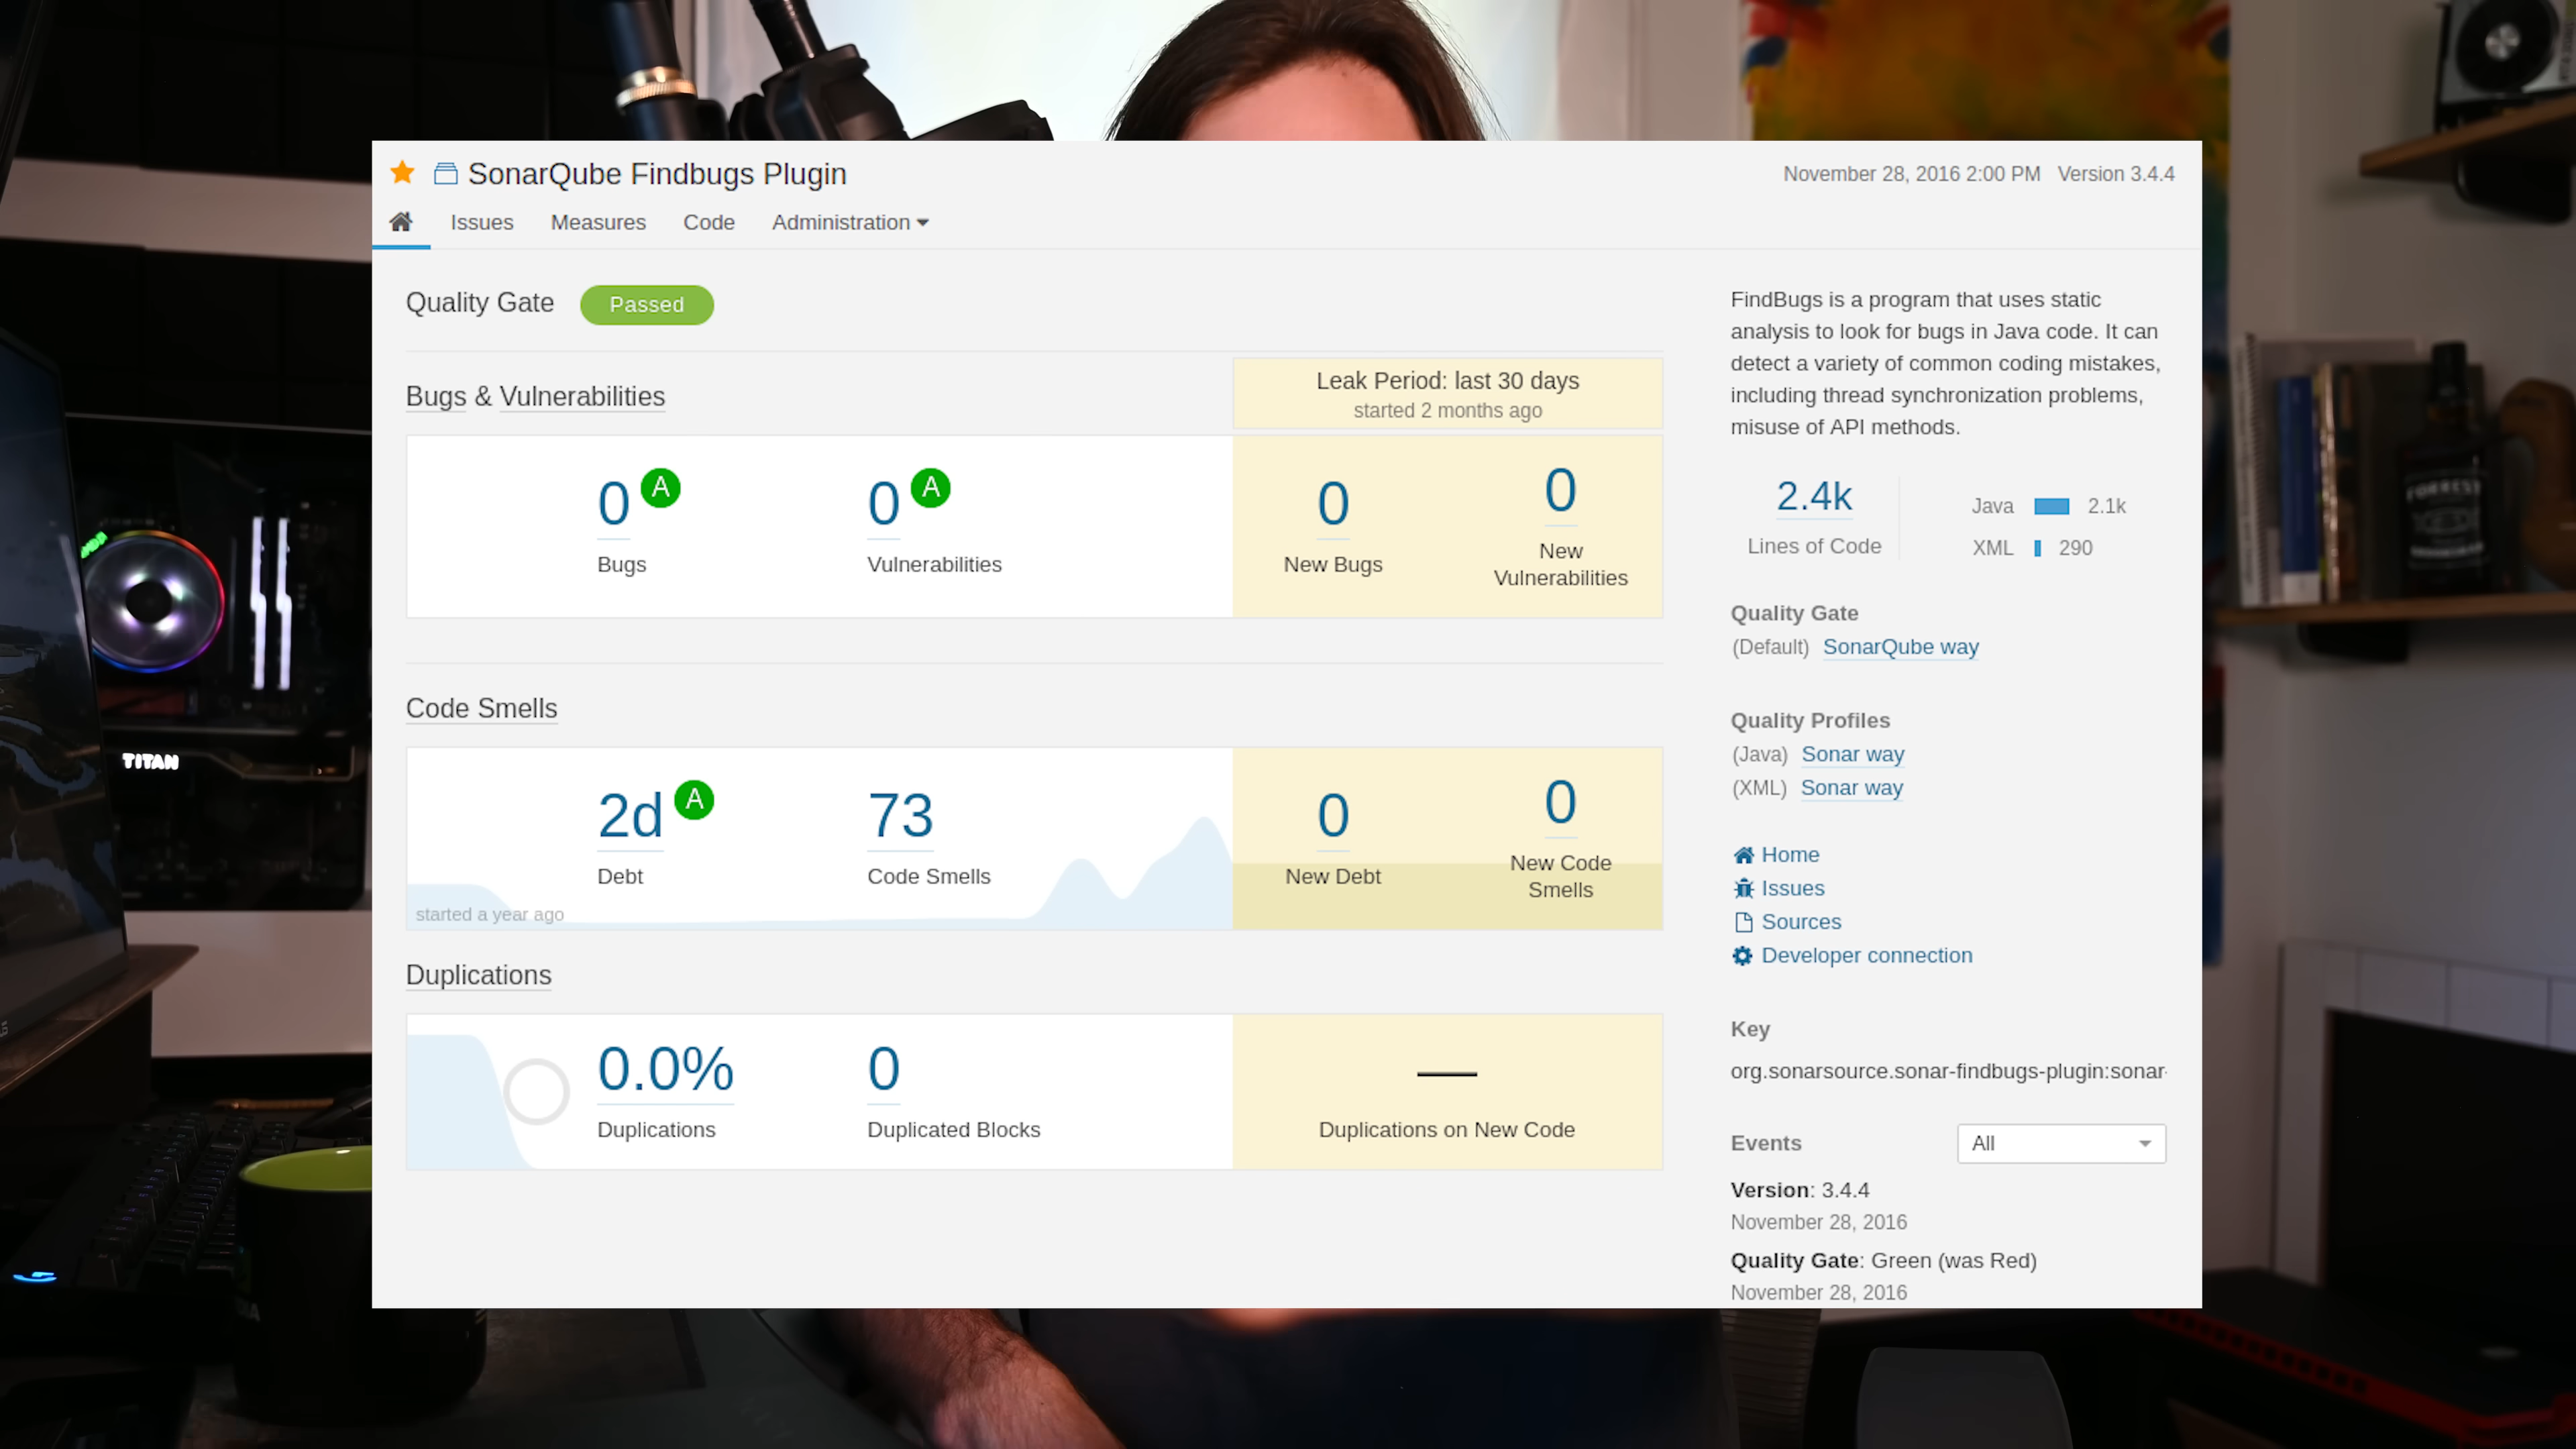 SonarQube Findbugs Plugin
November 28, 2016 2:00 PM Version 3.4.4
Issues Measures Code Administration
Quality Gate Passed
Bugs & Vulnerabilities
Leak Period: last 30 days
started 2 months ago
0 A
Bugs
0 A
Vulnerabilities
0
New Bugs
0
New
Vulnerabilities
Code Smells
2d A
Debt
73
Code Smells
started a year ago
0
New Debt
0
New Code
Smells
Duplications
0.0%
Duplications
0
Duplicated Blocks
—
Duplications on New Code
FindBugs is a program that uses static
analysis to look for bugs in Java code. It can
detect a variety of common coding mistakes,
including thread synchronization problems,
misuse of API methods.
2.4k
Lines of Code
Java 2.1k
XML 290
Quality Gate
(Default) SonarQube way
Quality Profiles
(Java) Sonar way
(XML) Sonar way
Home
Issues
Sources
Developer connection
Key
org.sonarsource.sonar-findbugs-plugin:sonar-
Events All
Version: 3.4.4
November 28, 2016
Quality Gate: Green (was Red)
November 28, 2016
TITAN
FORREST